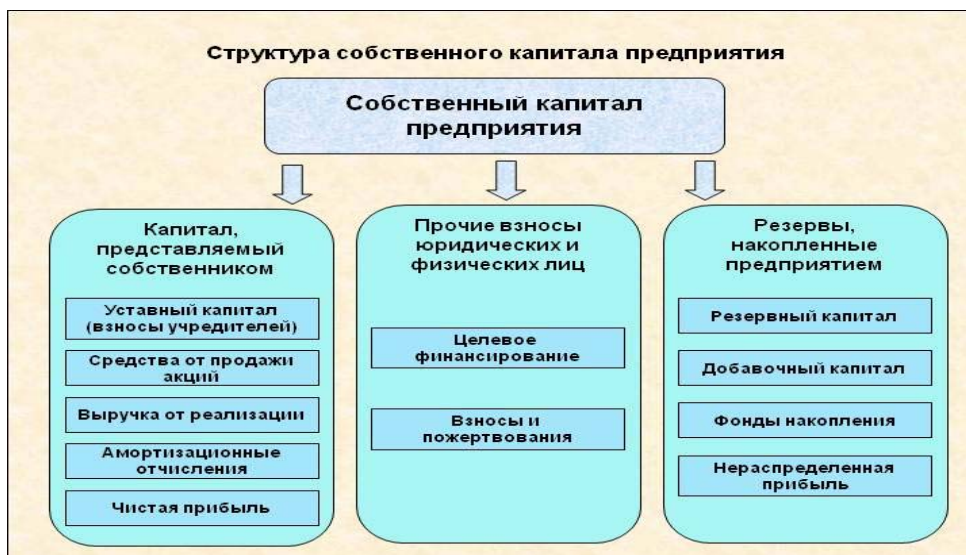 Структура собственного капитала предприятия
Собственный капитал
предприятия
Капитал,
представляемый
собственником
Уставный капитал
(взносы учредителей)
Средства от продажи
акций
Выручка от реализации
Амортизационные
отчисления
Чистая прибыль
Прочие взносы
юридических и
физических лиц
Целевое
финансирование
Взносы и
пожертвования
Резервы,
накопленные
предприятием
Резервный капитал
Добавочный капитал
Фонды накопления
Нераспределенная
прибыль